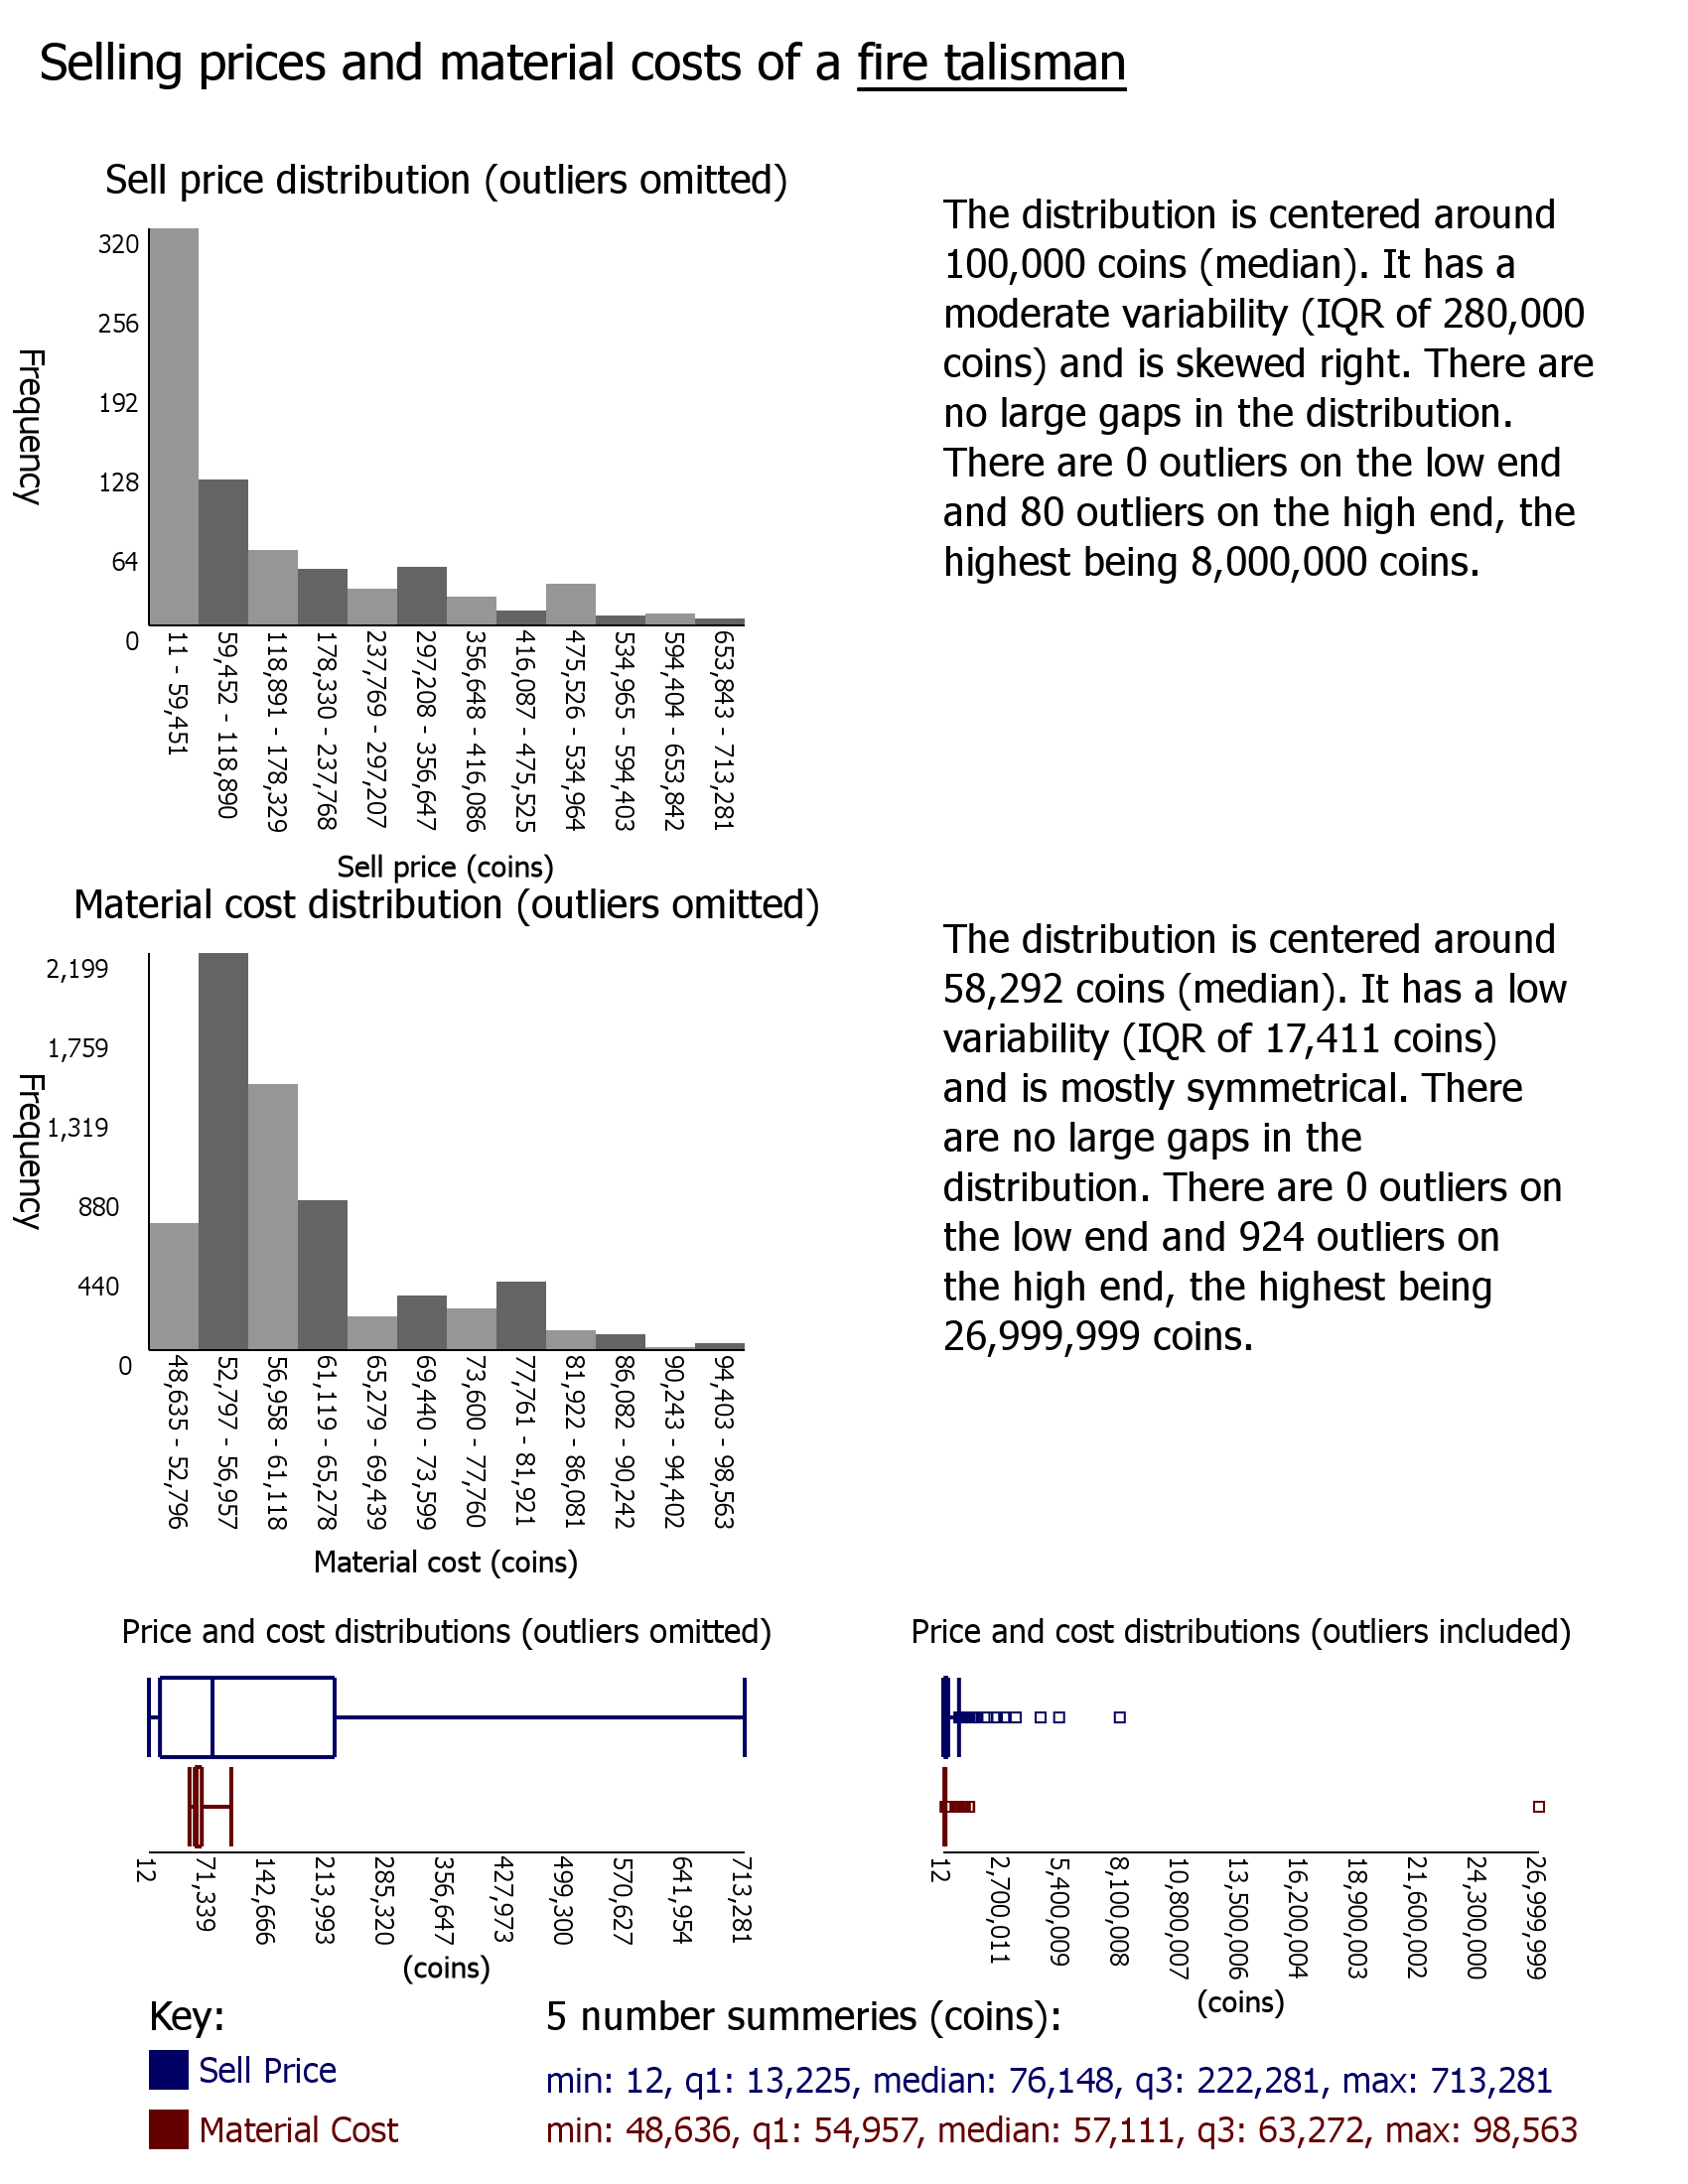 Selling prices and material costs of a fire talisman
Sell price distribution (outliers omitted)
320
256
192
128
64
0
Frequency
11 - 59,451
59,452 - 118,890
118,891 - 178,329
178,330 - 237,768
237,769 - 297,207
297,208 - 356,647
356,648 - 416,086
416,087 - 475,525
475,526 - 534,964
534,965 - 594,403
594,404 - 653,842
653,843 - 713,281
Sell price (coins)
The distribution is centered around
100,000 coins (median). It has a
moderate variability (IQR of 280,000
coins) and is skewed right. There are
no large gaps in the distribution.
There are 0 outliers on the low end
and 80 outliers on the high end, the
highest being 8,000,000 coins.
Material cost distribution (outliers omitted)
2,199
1,759
1,319
880
440
0
Frequency
48,635 - 52,796
52,797 - 56,957
56,958 - 61,118
61,119 - 65,278
65,279 - 69,439
69,440 - 73,599
73,600 - 77,760
77,761 - 81,921
81,922 - 86,081
86,082 - 90,242
90,243 - 94,402
94,403 - 98,563
Material cost (coins)
The distribution is centered around
58,292 coins (median). It has a low
variability (IQR of 17,411 coins)
and is mostly symmetrical. There
are no large gaps in the
distribution. There are 0 outliers on
the low end and 924 outliers on
the high end, the highest being
26,999,999 coins.
Price and cost distributions (outliers omitted)
12
71,339
142,666
213,993
285,320
356,647
427,973
499,300
570,627
641,954
713,281
(coins)
Price and cost distributions (outliers included)
12
2,700,011
5,400,009
8,100,008
10,800,007
13,500,006
16,200,004
18,900,003
21,600,002
24,300,000
26,999,999
(coins)
Key:
Sell Price
Material Cost
5 number summeries (coins):
min: 12, q1: 13,225, median: 76,148, q3: 222,281, max: 713,281
min: 48,636, q1: 54,957, median: 57,111, q3: 63,272, max: 98,563